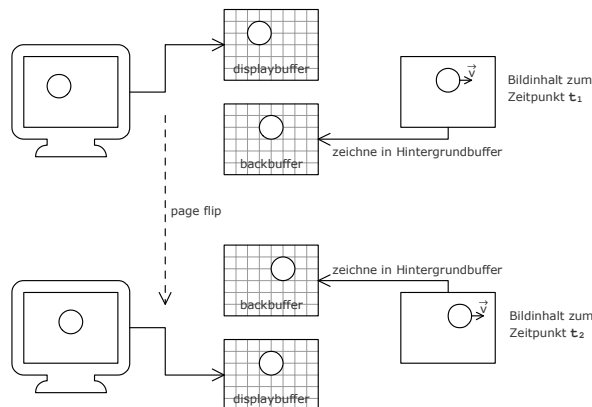 displaybuffer
v
Bildinhalt zum
Zeitpunkt t₁
backbuffer
zeichne in Hintergrundbuffer
page flip
zeichne in Hintergrundbuffer
backbuffer
v
Bildinhalt zum
Zeitpunkt t₂
displaybuffer